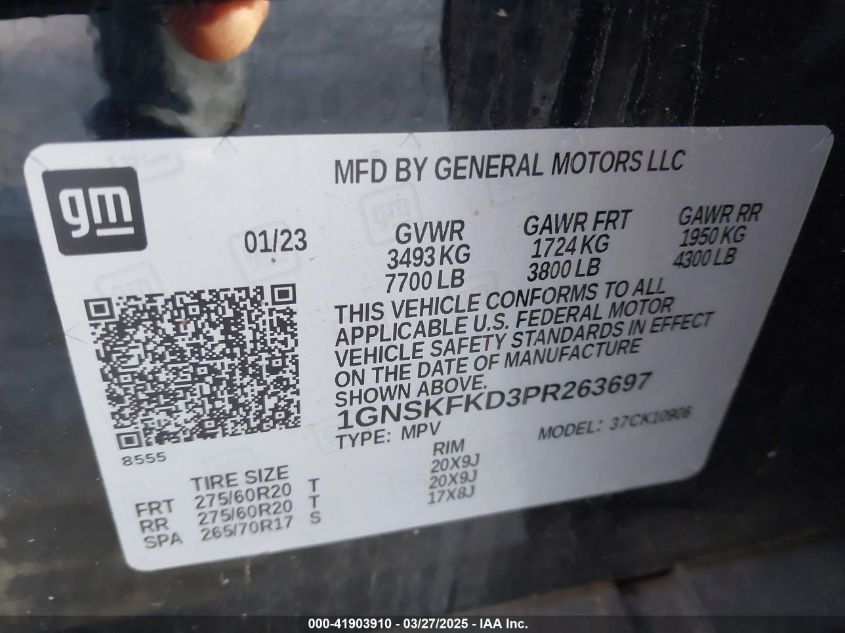 gm
MFD BY GENERAL MOTORS LLC
01/23
GVWR
3493 KG
7700 LB
GAWR FRT
1724 KG
3800 LB
GAWR RR
1950 KG
4300 LB
THIS VEHICLE CONFORMS TO ALL
APPLICABLE U.S. FEDERAL MOTOR
VEHICLE SAFETY STANDARDS IN EFFECT
ON THE DATE OF MANUFACTURE
SHOWN ABOVE.
1GNSKFKD3PR263697
TYPE: MPV
MODEL: 37CK10906
8555
TIRE SIZE
RIM
FRT 275/60R20 T 20X9J
RR 275/60R20 T 20X9J
SPA 265/70R17 S 17X8J
000-41903910 - 03/27/2025 - IAA Inc.